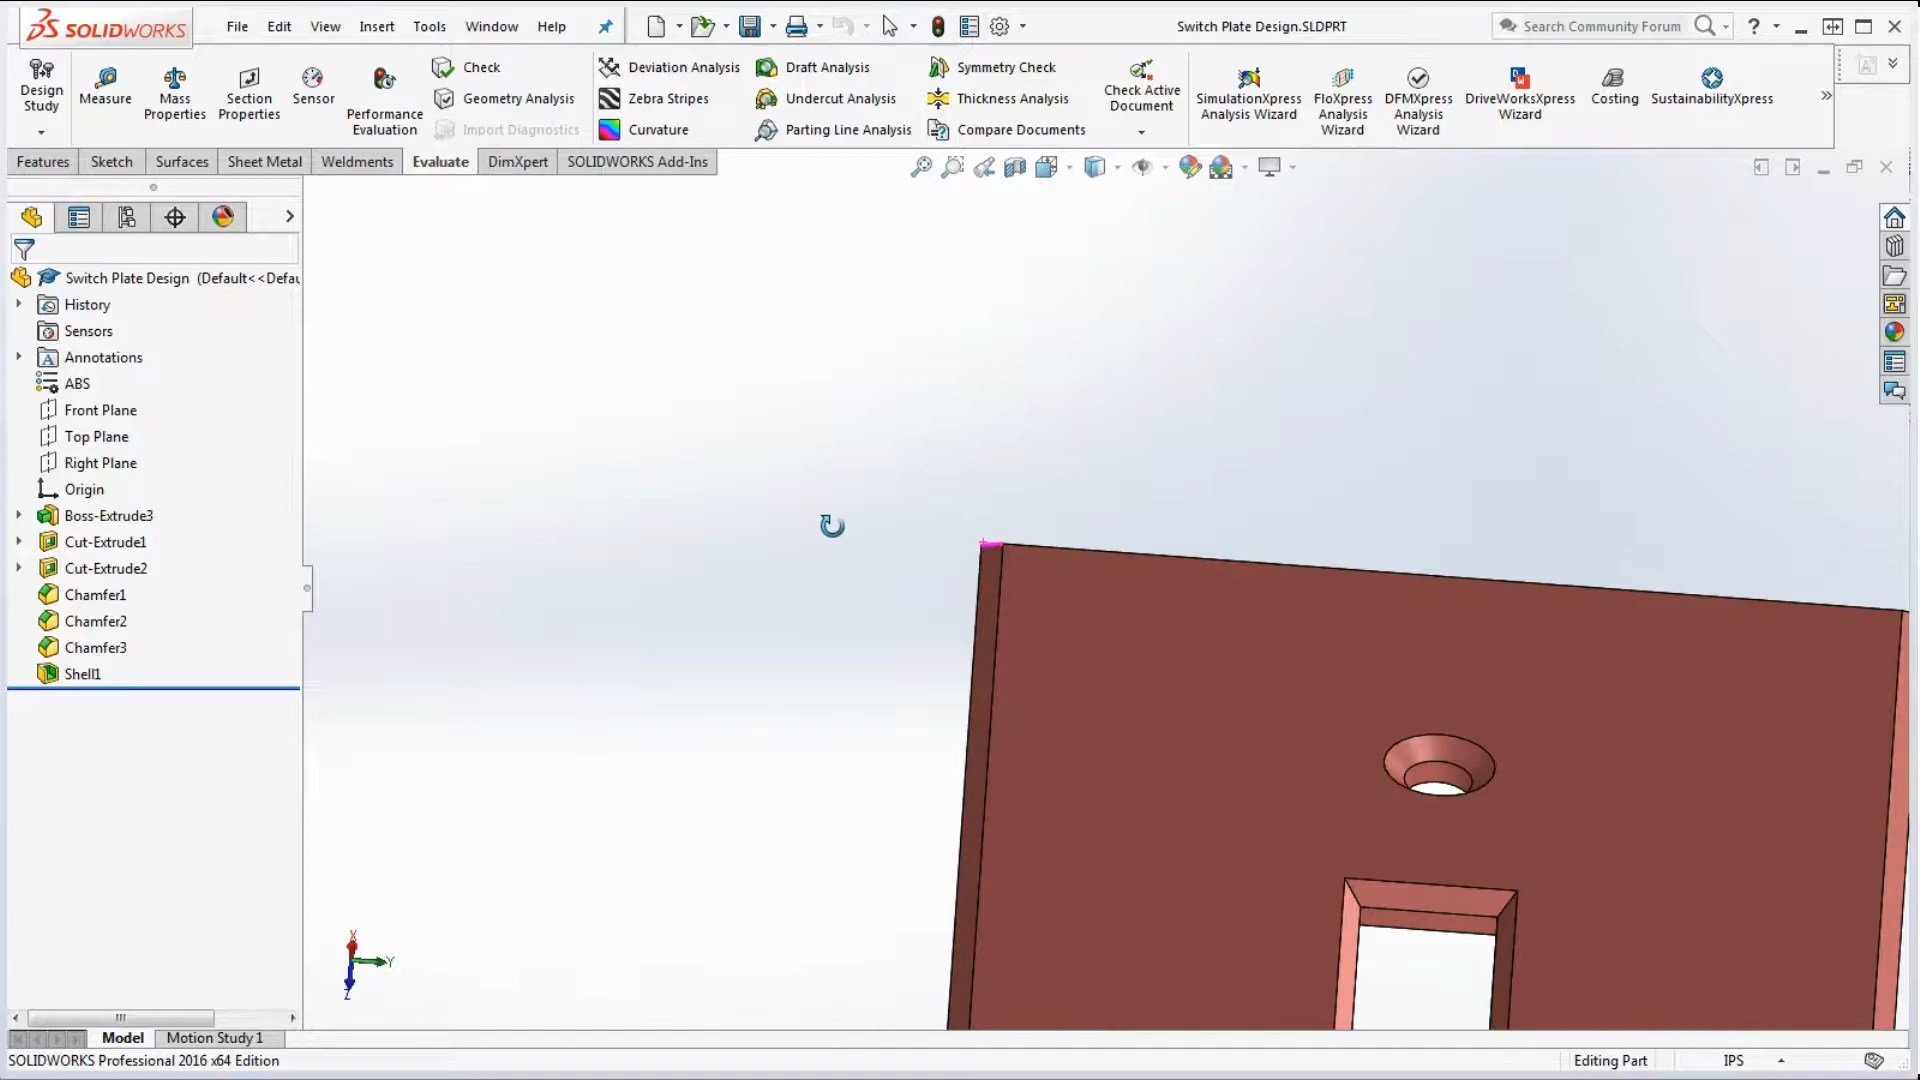 SOLIDWORKS File Edit View Insert Tools Window Help Switch Plate Design.SLDPRT Search Community Forum ?
Design Study
Measure
Mass Properties
Section Properties
Sensor
Performance Evaluation
Check
Geometry Analysis
Import Diagnostics
Deviation Analysis
Zebra Stripes
Curvature
Draft Analysis
Undercut Analysis
Parting Line Analysis
Symmetry Check
Thickness Analysis
Compare Documents
Check Active Document
SimulationXpress Analysis Wizard
FloXpress Analysis Wizard
DFMXpress Analysis Wizard
DriveWorksXpress Wizard
Costing
SustainabilityXpress
Features Sketch Surfaces Sheet Metal Weldments Evaluate DimXpert SOLIDWORKS Add-Ins
Switch Plate Design (Default<<Defau
History
Sensors
Annotations
ABS
Front Plane
Top Plane
Right Plane
Origin
Boss-Extrude3
Cut-Extrude1
Cut-Extrude2
Chamfer1
Chamfer2
Chamfer3
Shell1
X
Y
Z
Model Motion Study 1
SOLIDWORKS Professional 2016 x64 Edition Editing Part IPS